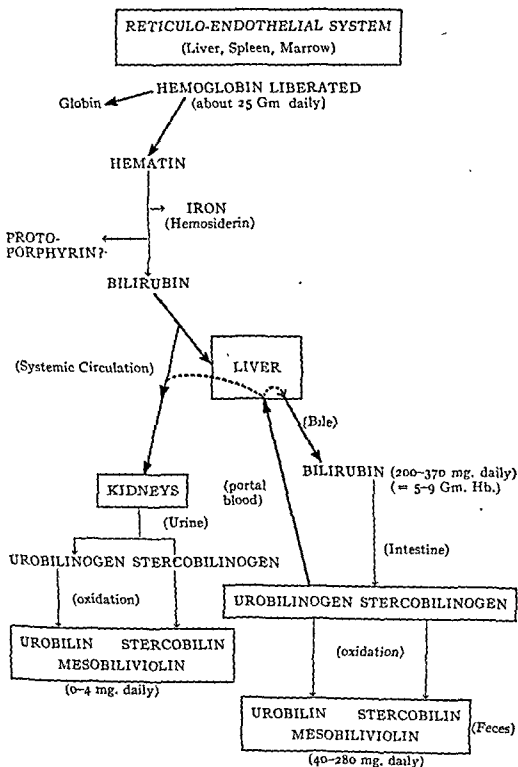 RETICULO-ENDOTHELIAL SYSTEM
(Liver, Spleen, Marrow)
HEMOGLOBIN LIBERATED
Globin
(about 25 Gm daily)
HEMATIN
IRON
(Hemosiderin)
PROTO-
PORPHYRIN?
BILIRUBIN
LIVER
(Systemic Circulation)
(Bile)
BILIRUBIN (200-370 mg. daily)
(= 5-9 Gm. Hb.)
KIDNEYS
(portal
blood)
(Urine)
(Intestine)
UROBILINOGEN STERCOBILINOGEN
UROBILINOGEN STERCOBILINOGEN
(oxidation)
UROBILIN STERCOBILIN
MESOBILIVIOLIN
(0-4 mg. daily)
(oxidation)
UROBILIN STERCOBILIN
MESOBILIVIOLIN
(Feces)
(40-280 mg. daily)